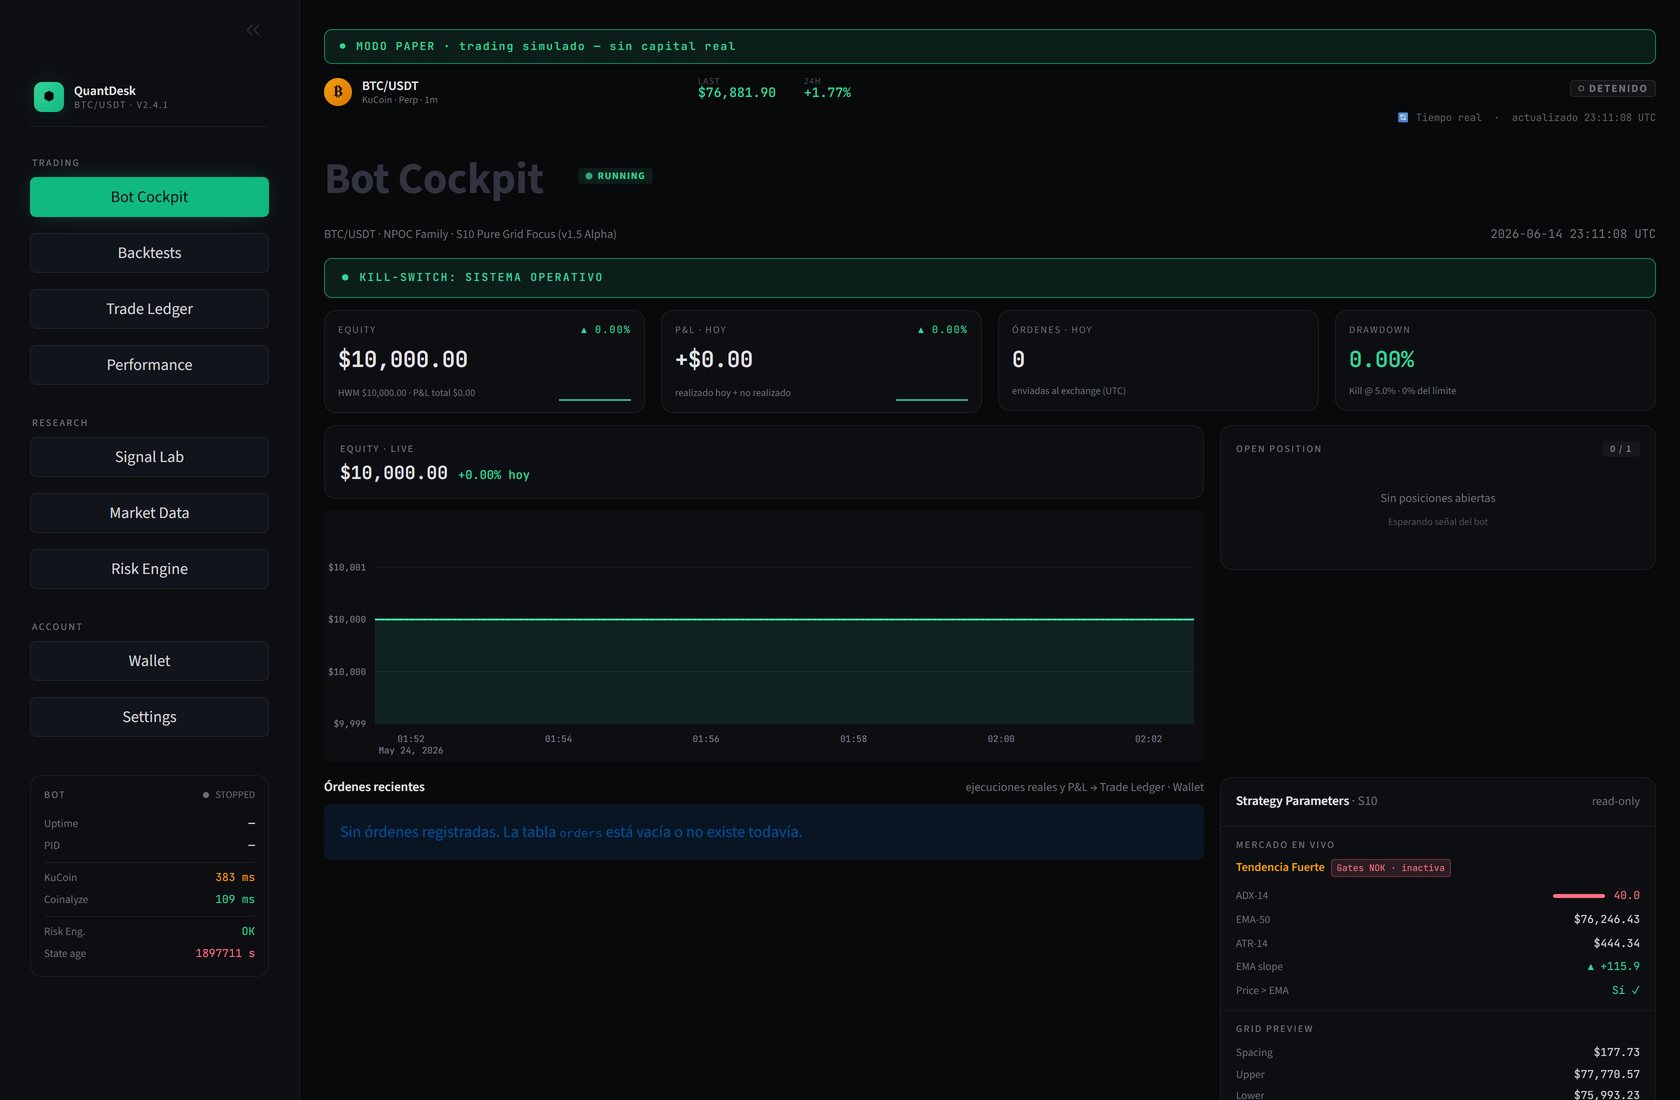 QuantDesk
BTC/USDT · V2.4.1
TRADING
Bot Cockpit
Backtests
Trade Ledger
Performance
RESEARCH
Signal Lab
Market Data
Risk Engine
ACCOUNT
Wallet
Settings
BOT ● STOPPED
Uptime —
PID —
KuCoin 383 ms
Coinalyze 109 ms
Risk Eng. OK
State age 1897711 s
● MODO PAPER · trading simulado — sin capital real
BTC/USDT
KuCoin · Perp · 1m
LAST
$76,881.90
24H
+1.77%
DETENIDO
Tiempo real · actualizado 23:11:08 UTC
Bot Cockpit
● RUNNING
BTC/USDT · NPOC Family · S10 Pure Grid Focus (v1.5 Alpha)
2026-06-14 23:11:08 UTC
● KILL-SWITCH: SISTEMA OPERATIVO
EQUITY ▲ 0.00%
$10,000.00
HWM $10,000.00 · P&L total $0.00
P&L · HOY ▲ 0.00%
+$0.00
realizado hoy + no realizado
ÓRDENES · HOY
0
enviadas al exchange (UTC)
DRAWDOWN
0.00%
Kill @ 5.0% · 0% del límite
EQUITY · LIVE
$10,000.00 +0.00% hoy
$10,001
$10,000
$10,000
$9,999
01:52 01:54 01:56 01:58 02:00 02:02
May 24, 2026
OPEN POSITION 0 / 1
Sin posiciones abiertas
Esperando señal del bot
Órdenes recientes
ejecuciones reales y P&L → Trade Ledger · Wallet
Sin órdenes registradas. La tabla orders está vacía o no existe todavía.
Strategy Parameters · S10 read-only
MERCADO EN VIVO
Tendencia Fuerte Gates NOK · inactiva
ADX-14 40.0
EMA-50 $76,246.43
ATR-14 $444.34
EMA slope ▲ +115.9
Price > EMA Sí ✓
GRID PREVIEW
Spacing $177.73
Upper $77,770.57
Lower $75,993.23